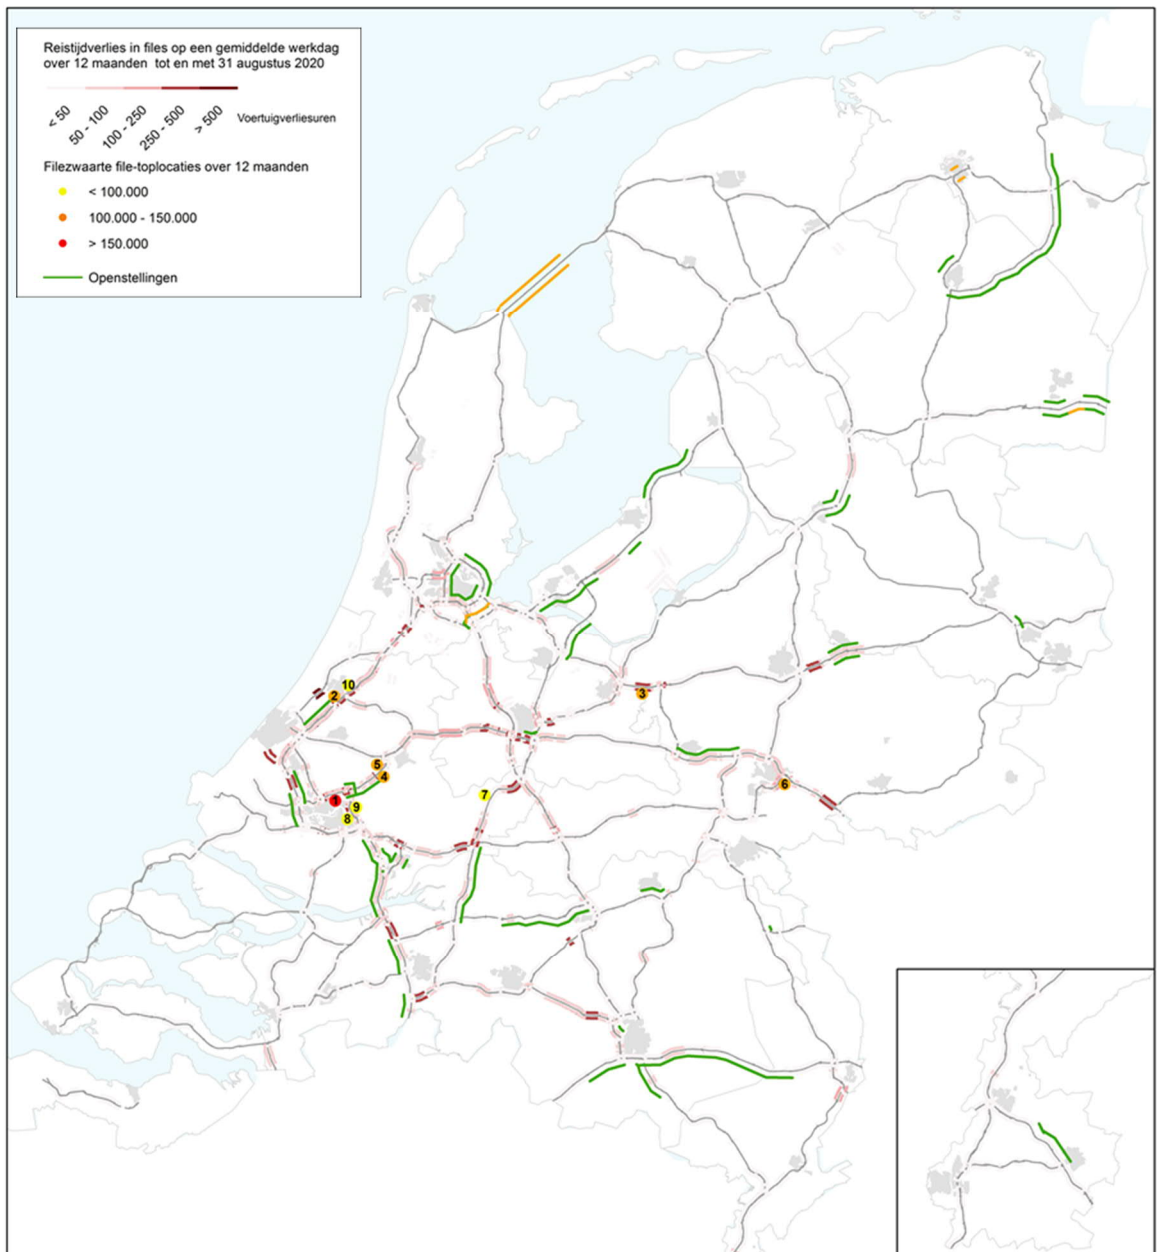 Reistijdverlies in files op een gemiddelde werkdag
over 12 maanden tot en met 31 augustus 2020
< 50
50 - 100
100 - 250
250 - 500
> 500
Voertuigverliesuren
Filezwaarte file-toplocaties over 12 maanden
< 100.000
100.000 - 150.000
> 150.000
Openstellingen
10
2
3
5
4
6
7
1
9
8